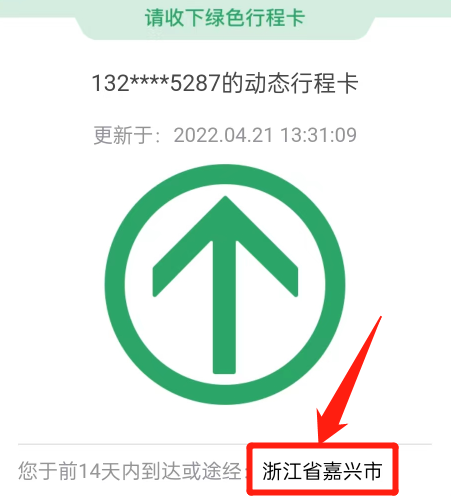 请收下绿色行程卡
132****5287的动态行程卡
更新于：2022.04.21 13:31:09
您于前14天内到达或途经：浙江省嘉兴市